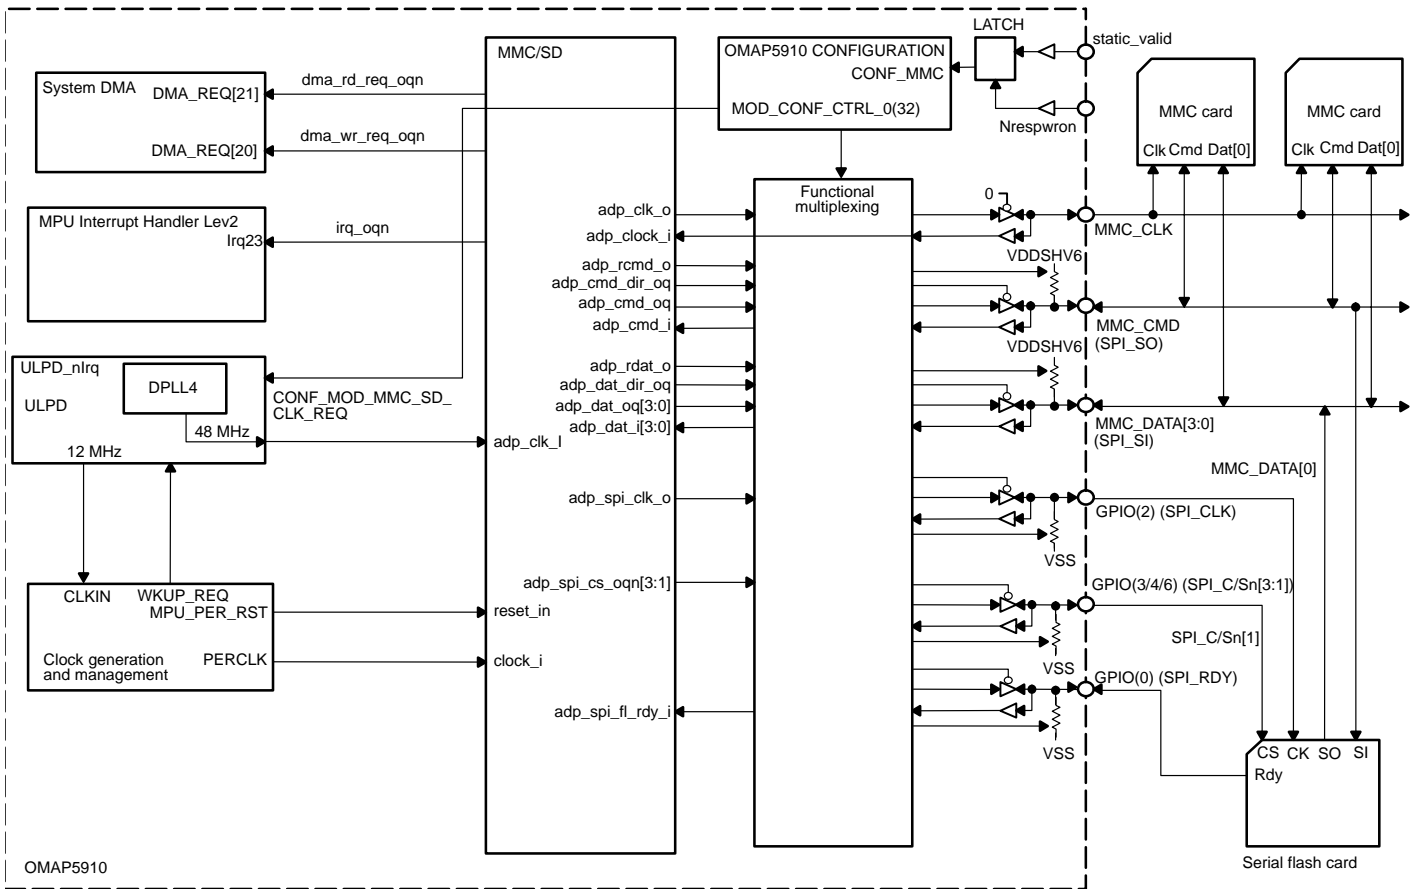 LATCH
static_valid
MMC/SD
OMAP5910 CONFIGURATION
CONF_MMC
MOD_CONF_CTRL_0(32)
Nrespwron
System DMA
DMA_REQ[21]
dma_rd_req_oqn
DMA_REQ[20]
dma_wr_req_oqn
MMC card
Clk Cmd Dat[0]
MMC card
Clk Cmd Dat[0]
MPU Interrupt Handler Lev2
Irq23
irq_oqn
Functional
multiplexing
0
adp_clk_o
adp_clock_i
MMC_CLK
VDDSHV6
adp_rcmd_o
adp_cmd_dir_oq
adp_cmd_oq
adp_cmd_i
MMC_CMD
(SPI_SO)
VDDSHV6
adp_rdat_o
adp_dat_dir_oq
adp_dat_oq[3:0]
adp_dat_i[3:0]
MMC_DATA[3:0]
(SPI_SI)
ULPD_nIrq
DPLL4
ULPD
CONF_MOD_MMC_SD_
CLK_REQ
48 MHz
12 MHz
adp_clk_I
MMC_DATA[0]
adp_spi_clk_o
GPIO(2) (SPI_CLK)
VSS
adp_spi_cs_oqn[3:1]
GPIO(3/4/6) (SPI_C/Sn[3:1])
CLKIN
WKUP_REQ
MPU_PER_RST
reset_in
SPI_C/Sn[1]
Clock generation
and management
PERCLK
clock_i
VSS
GPIO(0) (SPI_RDY)
adp_spi_fl_rdy_i
VSS
CS CK SO SI
Rdy
Serial flash card
OMAP5910